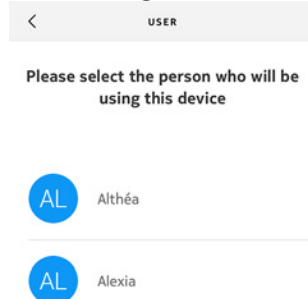 USER
Please select the person who will be
using this device
AL
Althéa
AL
Alexia